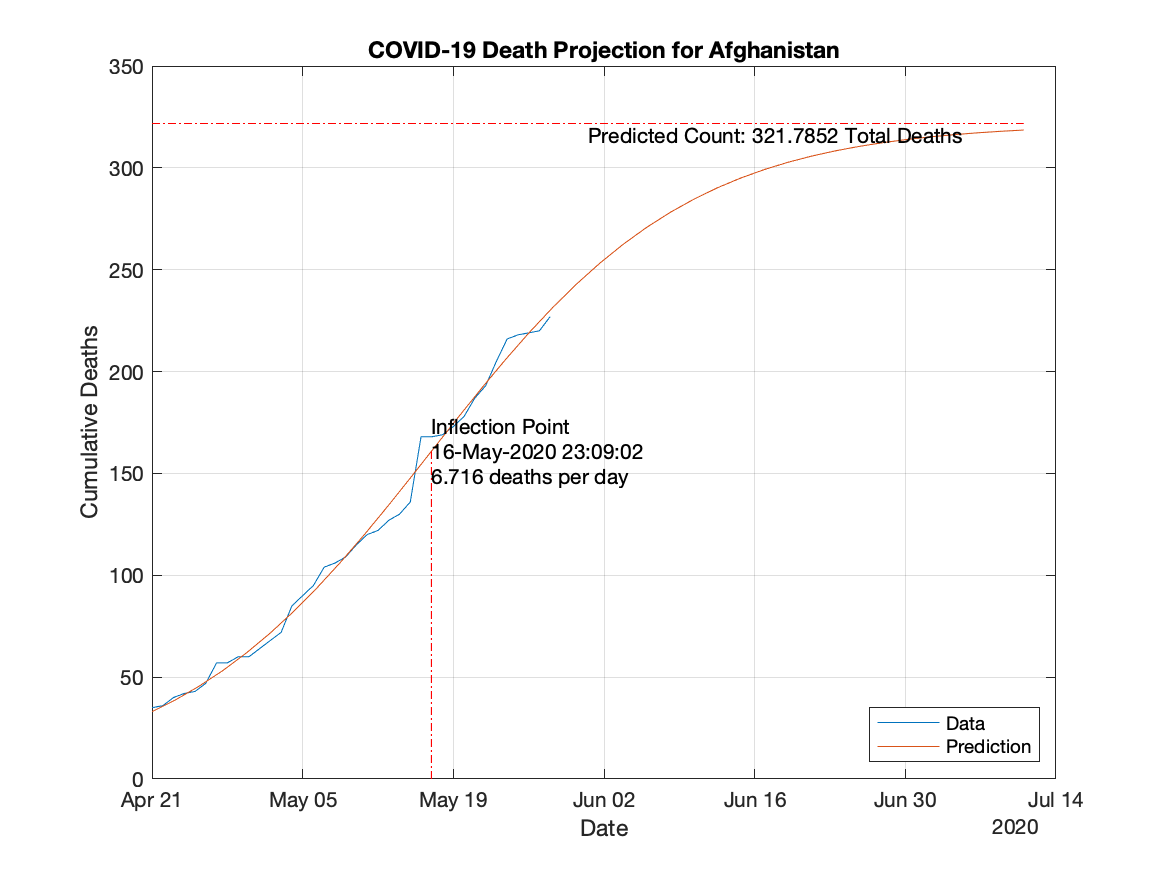 COVID-19 Death Projection for Afghanistan
350
300
250
200
150
100
50
0
Cumulative Deaths
Predicted Count: 321.7852 Total Deaths
Inflection Point
16-May-2020 23:09:02
6.716 deaths per day
Data
Prediction
Apr 21 May 05 May 19 Jun 02 Jun 16 Jun 30 Jul 14
Date
2020